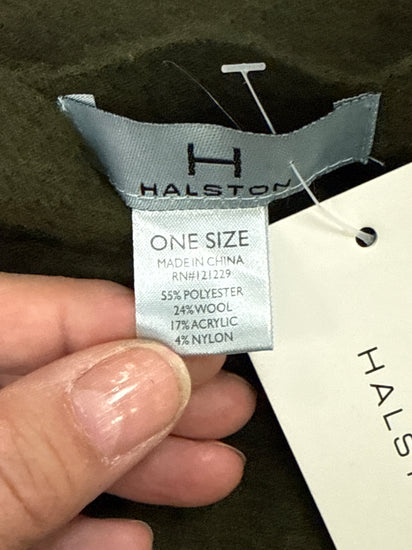 H
HALSTON
ONE SIZE
MADE IN CHINA
RN#121229
55% POLYESTER
24% WOOL
17% ACRYLIC
4% NYLON
HALS